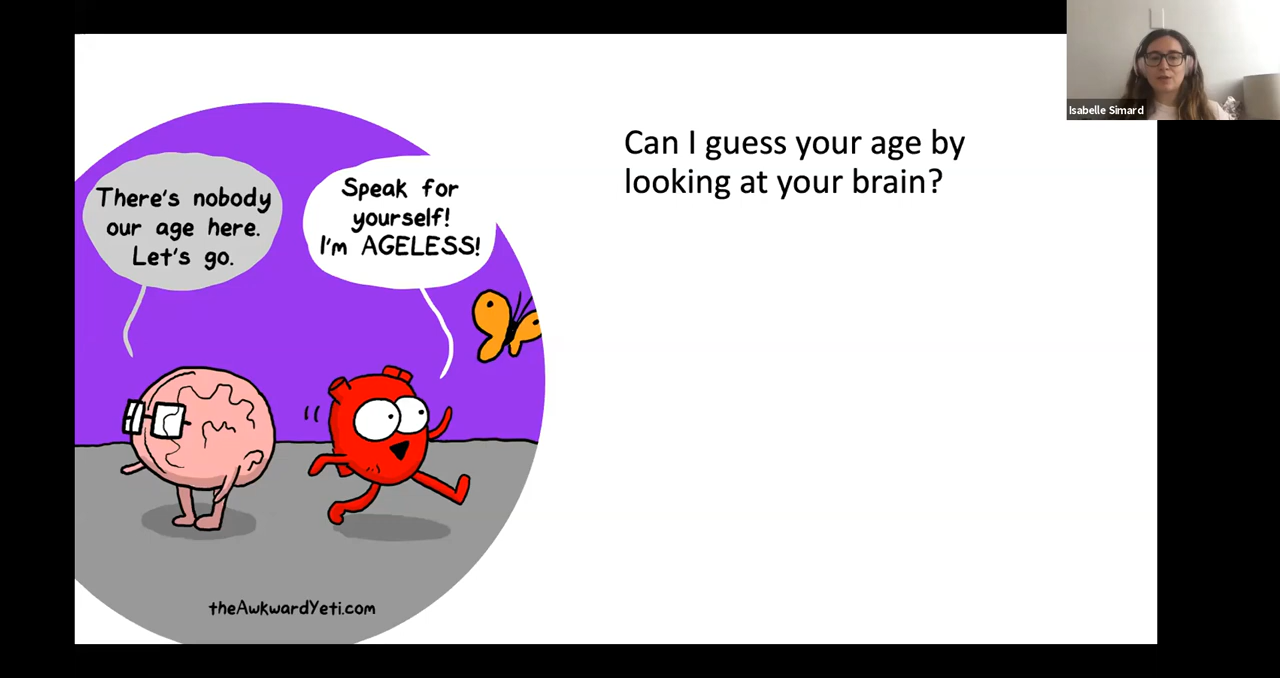 Can I guess your age by
looking at your brain?
There's nobody
our age here.
Let's go.
Speak for
yourself!
I'm AGELESS!
theAwkwardYeti.com
Isabelle Simard